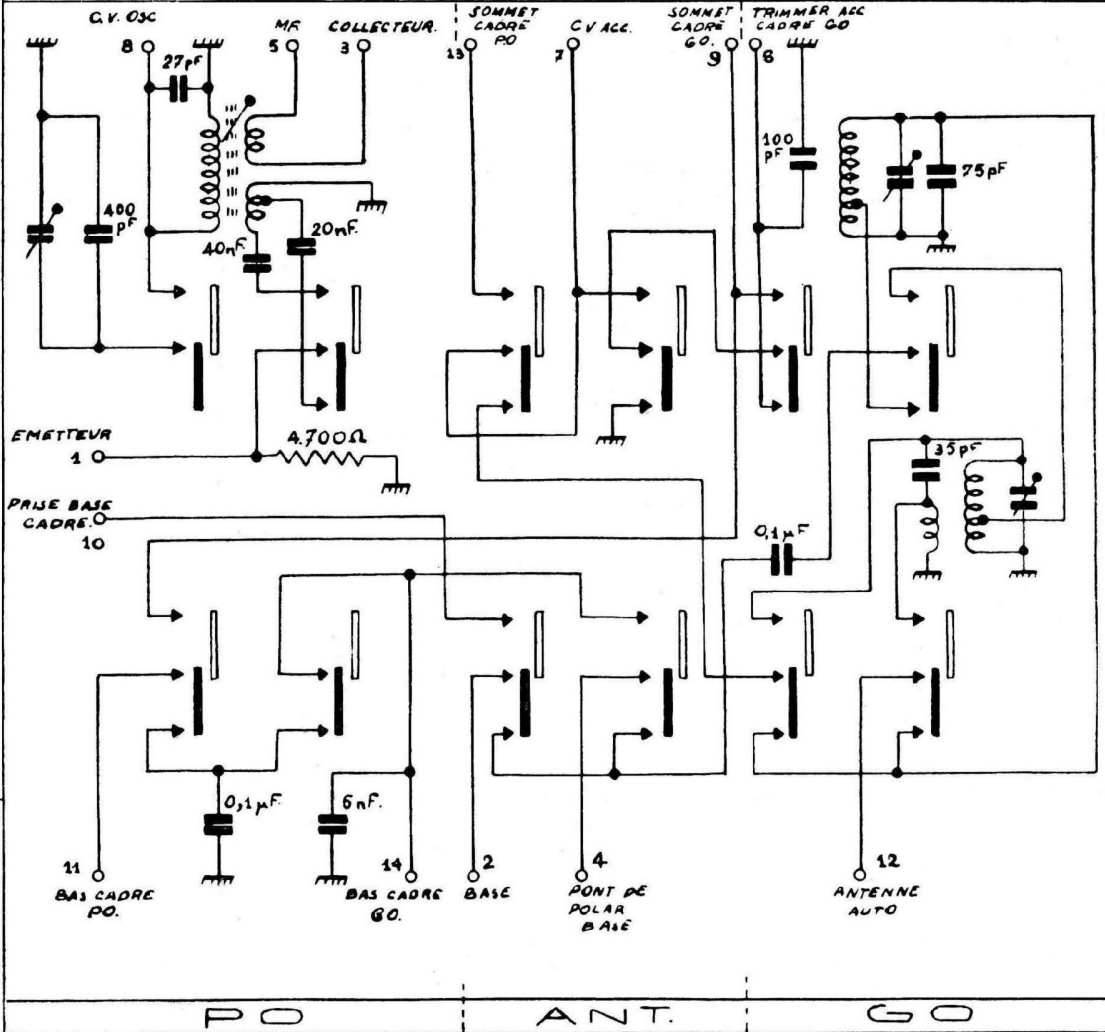 C.V. OSC
8
MF
5
COLLECTEUR.
3
SOMMET
CADRE
PO
13
CV ACC.
7
SOMMET
CADRE
GO.
9
TRIMMER ACC
CADRE GO
6
27pF
400
pF
40nF.
20nF.
100
pF
75pF
EMETTEUR
1
4.700Ω
35pF
PRISE BASE
CADRE.
10
0,1µF
0,1µF.
6nF.
11
BAS CADRE
PO.
14
BAS CADRE
GO.
2
BASE
4
PONT DE
POLAR
BASE
12
ANTENNE
AUTO
PO
ANT.
GO